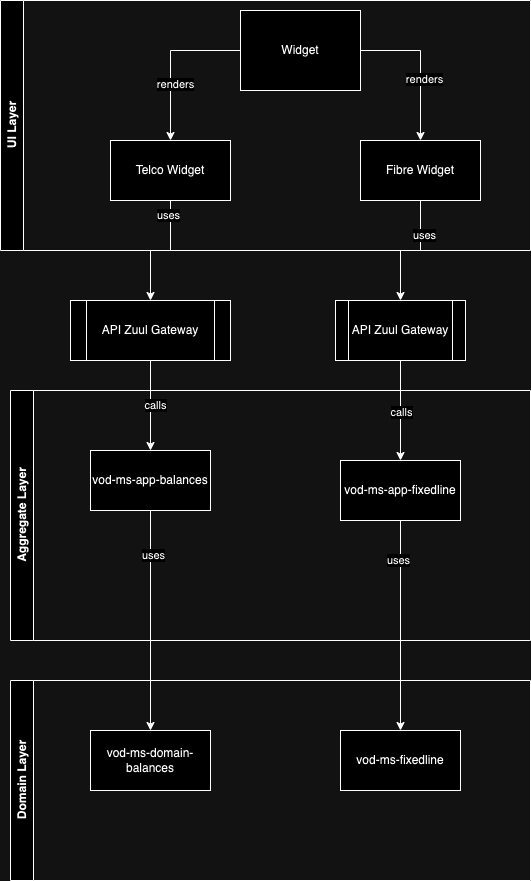 UI Layer
Widget
renders
renders
Telco Widget
Fibre Widget
uses
uses
API Zuul Gateway
API Zuul Gateway
Aggregate Layer
calls
calls
vod-ms-app-balances
vod-ms-app-fixedline
uses
uses
Domain Layer
vod-ms-domain-
balances
vod-ms-fixedline